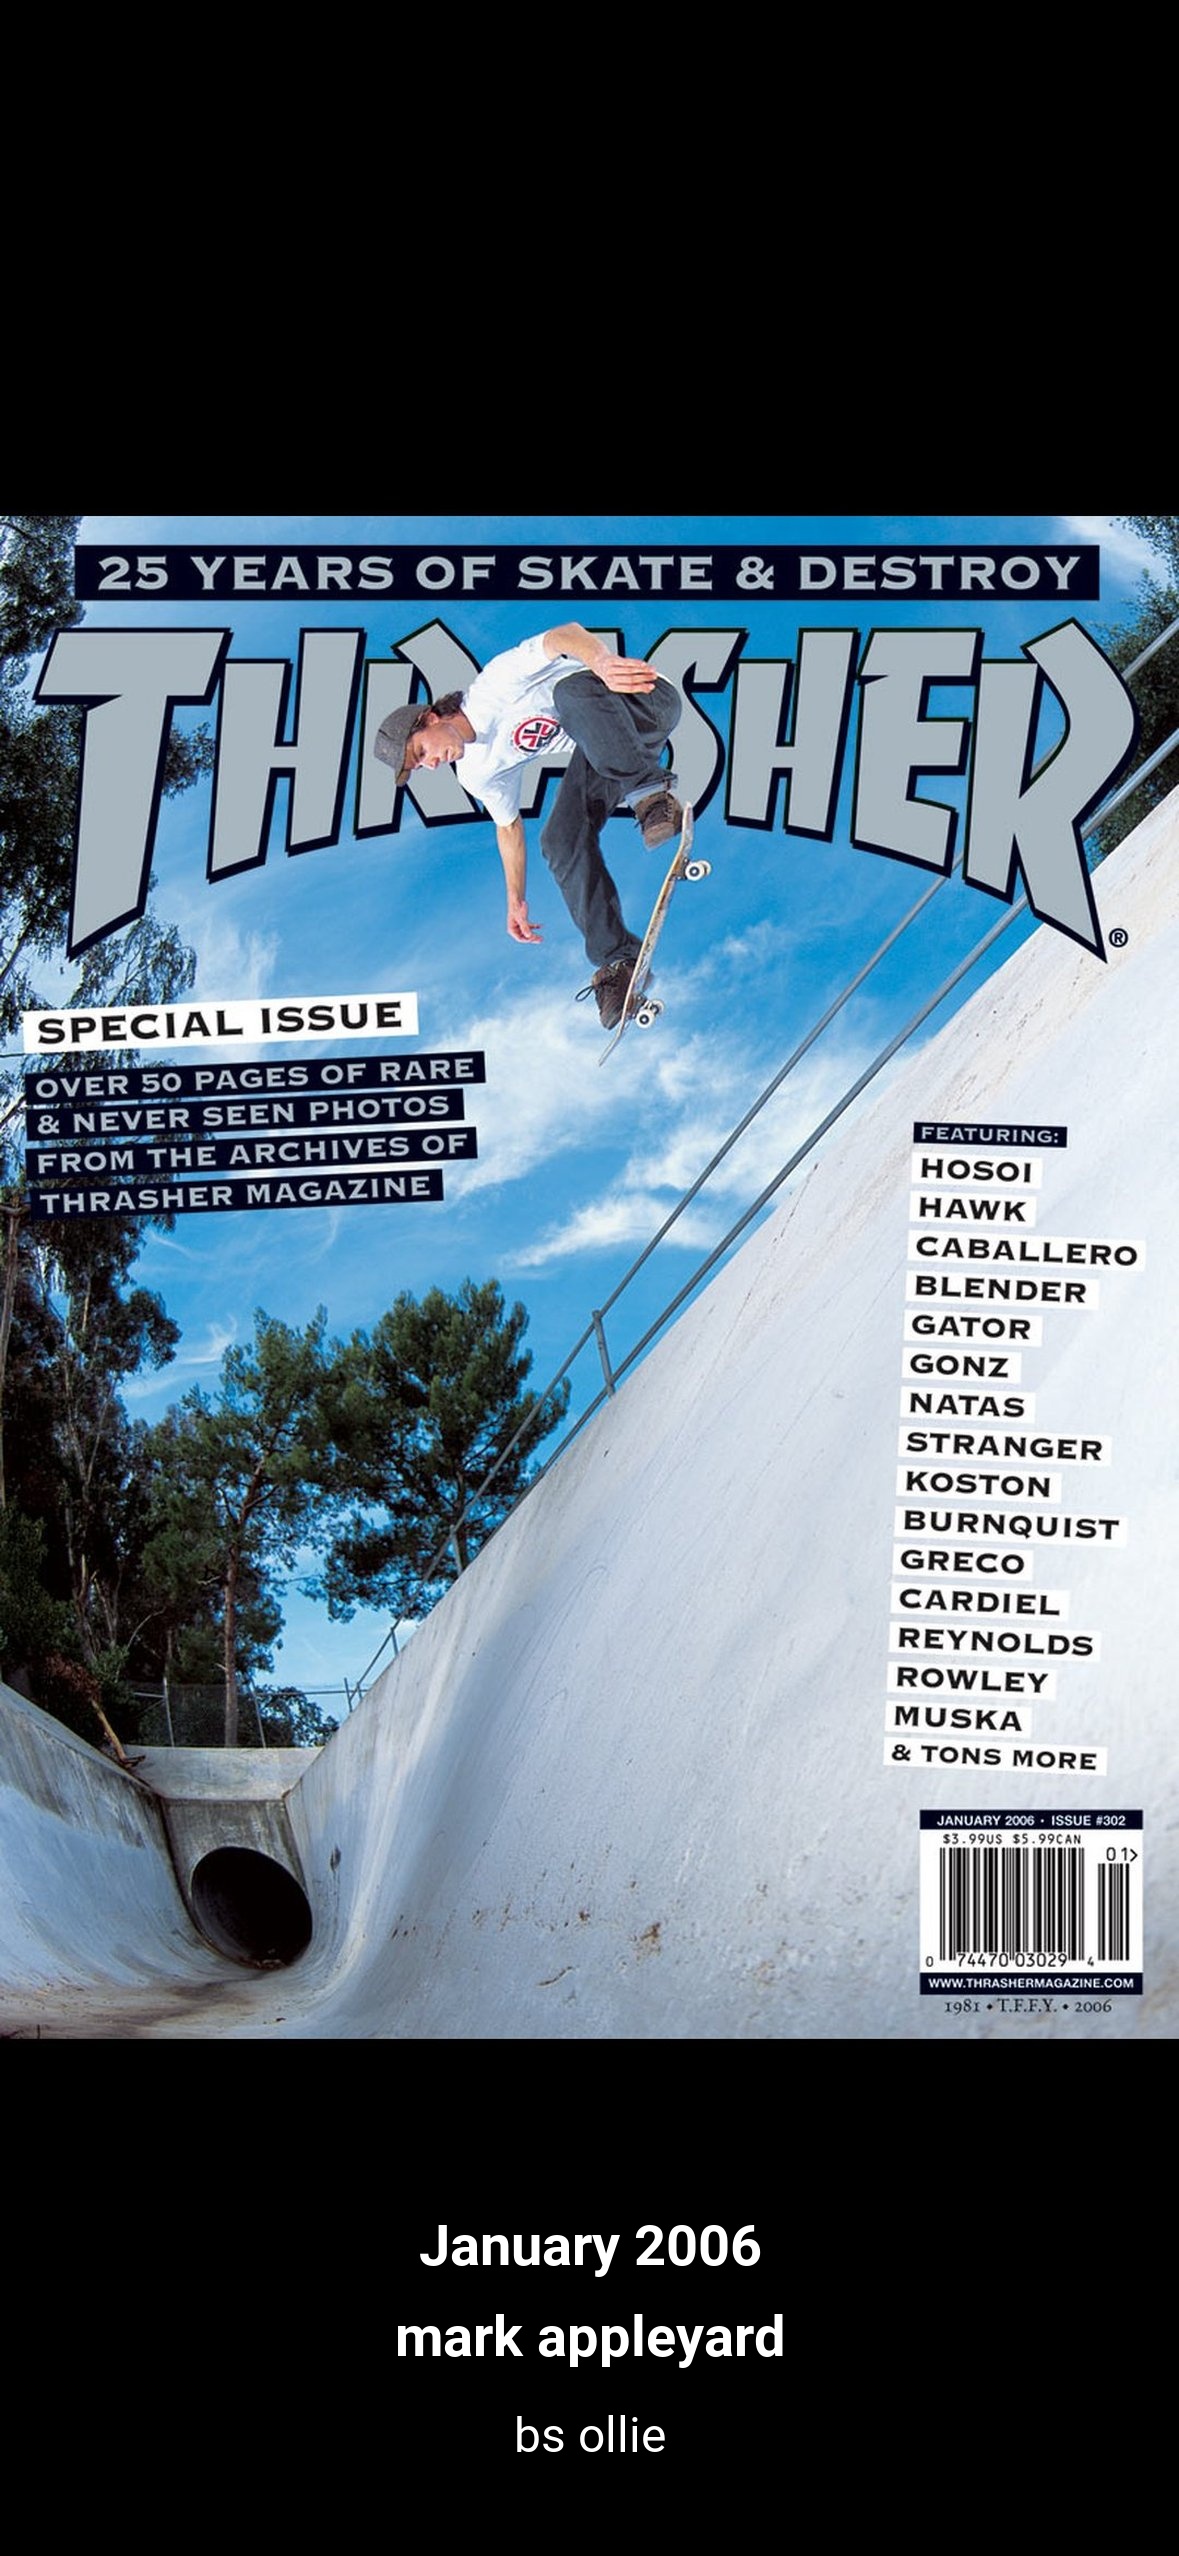 25 YEARS OF SKATE & DESTROY
THRASHER®
SPECIAL ISSUE
OVER 50 PAGES OF RARE
& NEVER SEEN PHOTOS
FROM THE ARCHIVES OF
THRASHER MAGAZINE
FEATURING:
HOSOI
HAWK
CABALLERO
BLENDER
GATOR
GONZ
NATAS
STRANGER
KOSTON
BURNQUIST
GRECO
CARDIEL
REYNOLDS
ROWLEY
MUSKA
& TONS MORE
JANUARY 2006 · ISSUE #302
$3.99US $5.99CAN
01>
0 74470 03029 4
WWW.THRASHERMAGAZINE.COM
1981 • T.F.F.Y. • 2006
January 2006
mark appleyard
bs ollie